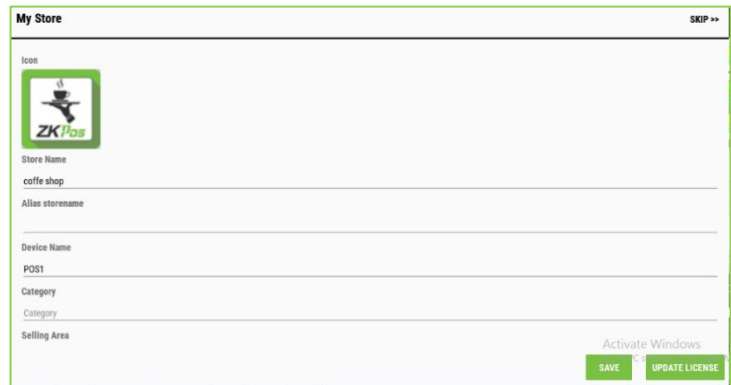 My Store
SKIP >>
Icon
ZKPos
Store Name
coffe shop
Alias storename
Device Name
POS1
Category
Category
Selling Area
Activate Windows
SAVE
UPDATE LICENSE